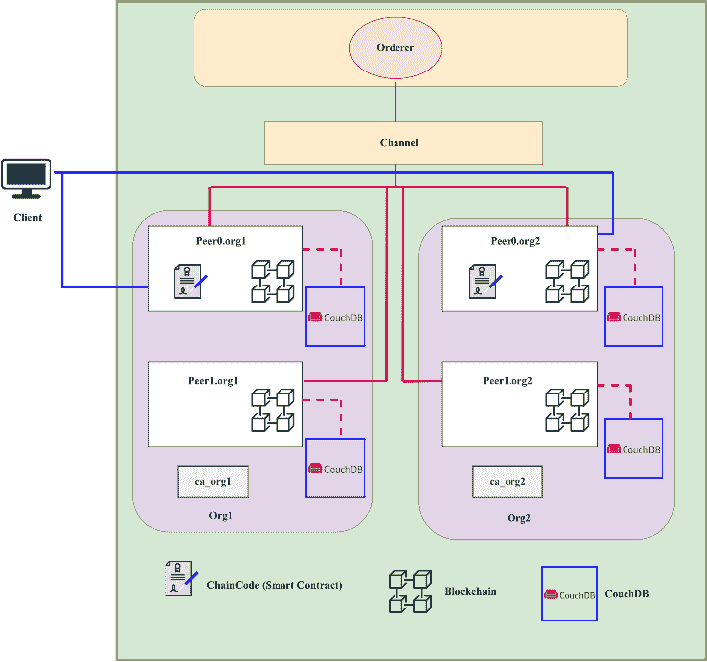 Orderer
Channel
Client
Peer0.org1
CouchDB
Peer1.org1
CouchDB
ca_org1
Org1
Peer0.org2
CouchDB
Peer1.org2
CouchDB
ca_org2
Org2
ChainCode (Smart Contract)
Blockchain
CouchDB
CouchDB